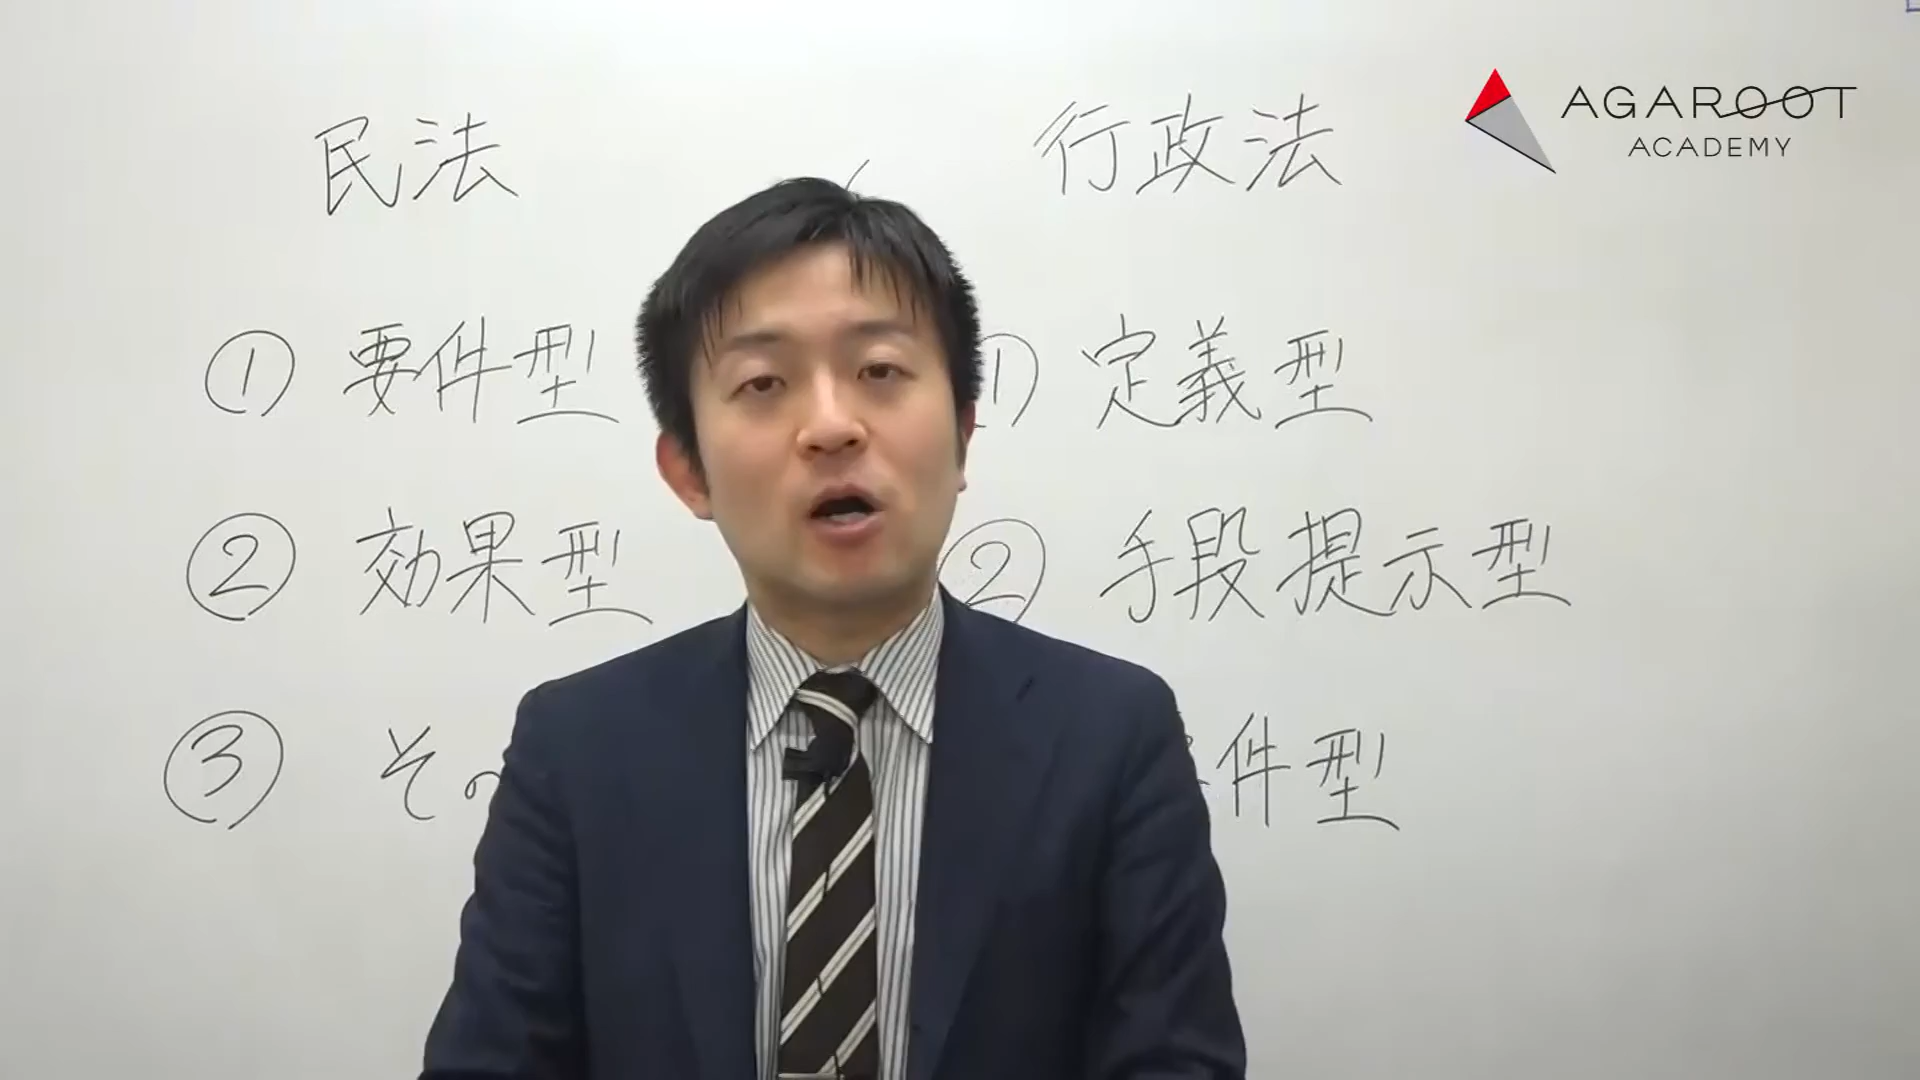 AGAROOT
ACADEMY
民法
① 要件型
② 効果型
③ その
行政法
① 定義型
② 手段提示型
件型